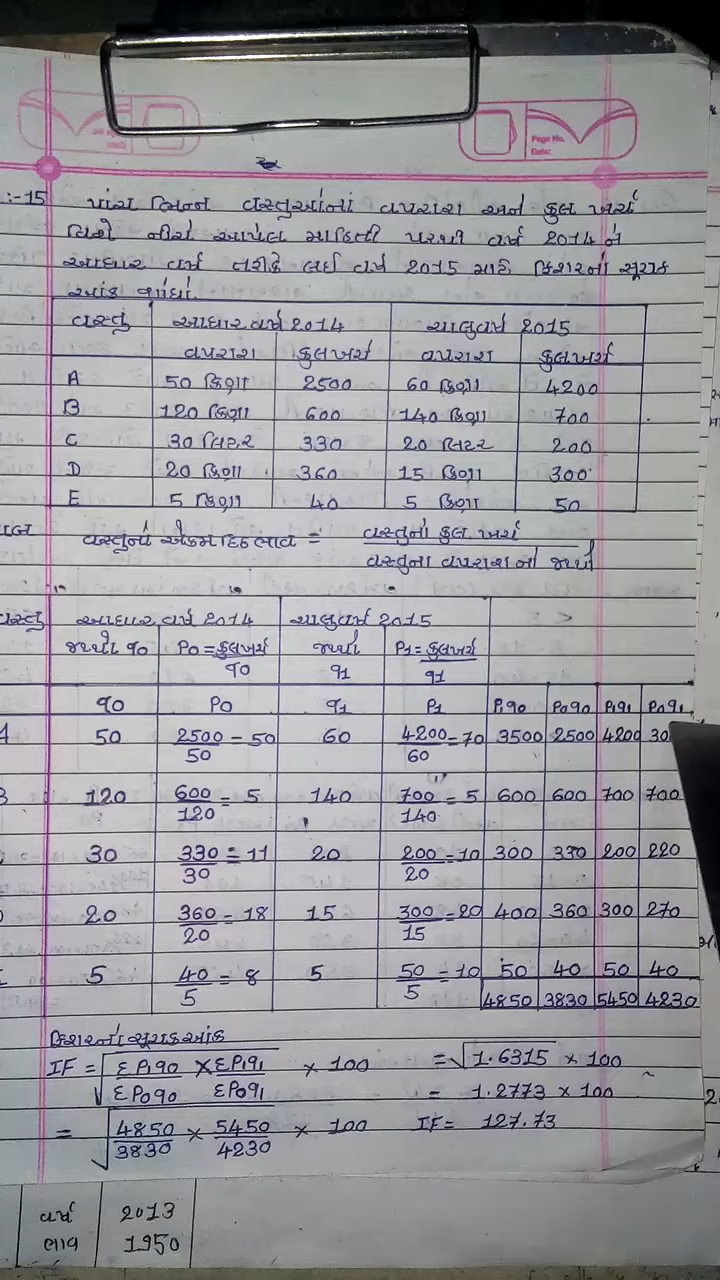 Page No.
Date:
:-15 પાંચ ભિન્ન વસ્તુઓનાં વપરાશ અને કુલ ખર્ચ
વિશે નીચે આપેલ માહિતી પરથી વર્ષ 2014 ને
આધાર વર્ષ તરીકે લઈ વર્ષ 2015 માટે ફિશરનો સૂચક
આંક શોધો.
વસ્તુ આધાર વર્ષ 2014 ચાલુવર્ષ 2015
વપરાશ કુલખર્ચ વપરાશ કુલખર્ચ
A 50 કિગ્રા 2500 60 કિગ્રા 4200
B 120 કિગ્રા 600 140 કિગ્રા 700
C 30 લિટર 330 20 લિટર 200
D 20 કિગ્રા 360 15 કિગ્રા 300
E 5 કિગ્રા 40 5 કિગ્રા 50
વસ્તુનો એકમ દિઠ ભાવ = વસ્તુનો કુલ ખર્ચ
વસ્તુના વપરાશ નો જથ્થો
વસ્તુ આધાર વર્ષ 2014 ચાલુવર્ષ 2015
જથ્થો q0 P0 = કુલખર્ચ / q0 જથ્થો q1 P1 = કુલખર્ચ / q1
q0 P0 q1 P1 P1q0 P0q0 P1q1 P0q1
50 2500/50 = 50 60 4200/60 = 70 3500 2500 4200 30
120 600/120 = 5 140 700/140 = 5 600 600 700 700
30 330/30 = 11 20 200/20 = 10 300 330 200 220
20 360/20 = 18 15 300/15 = 20 400 360 300 270
5 40/5 = 8 5 50/5 = 10 50 40 50 40
4850 3830 5450 4230
ફિશરનો સૂચકઆંક
IF = √(ΣP1q0/ΣP0q0 × ΣP1q1/ΣP0q1) × 100 = √1.6315 × 100
= 1.2773 × 100
= √(4850/3830 × 5450/4230) × 100 IF = 127.73
વર્ષ 2013
ભાવ 1950